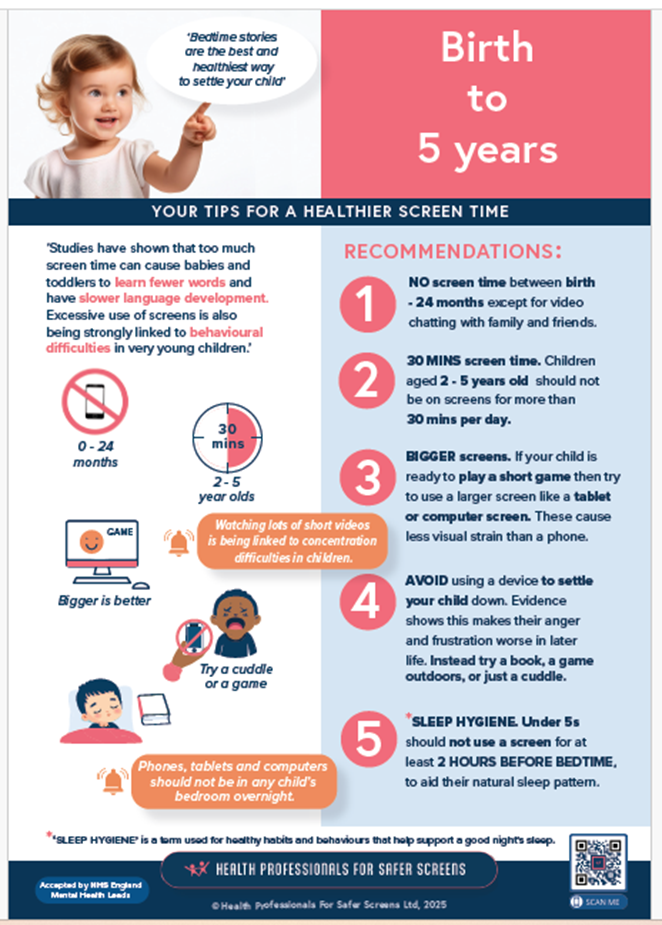 ‘Bedtime stories
are the best and
healthiest way
to settle your child’
Birth
to
5 years
YOUR TIPS FOR A HEALTHIER SCREEN TIME
‘Studies have shown that too much
screen time can cause babies and
toddlers to learn fewer words and
have slower language development.
Excessive use of screens is also
being strongly linked to behavioural
difficulties in very young children.’
0 - 24
months
30
mins
2 - 5
year olds
Watching lots of short videos
is being linked to concentration
difficulties in children.
GAME
Bigger is better
Try a cuddle
or a game
Phones, tablets and computers
should not be in any child's
bedroom overnight.
RECOMMENDATIONS:
1
NO screen time between birth
- 24 months except for video
chatting with family and friends.
2
30 MINS screen time. Children
aged 2 - 5 years old should not
be on screens for more than
30 mins per day.
3
BIGGER screens. If your child is
ready to play a short game then try
to use a larger screen like a tablet
or computer screen. These cause
less visual strain than a phone.
4
AVOID using a device to settle
your child down. Evidence
shows this makes their anger
and frustration worse in later
life. Instead try a book, a game
outdoors, or just a cuddle.
5
*SLEEP HYGIENE. Under 5s
should not use a screen for at
least 2 HOURS BEFORE BEDTIME,
to aid their natural sleep pattern.
*‘SLEEP HYGIENE’ is a term used for healthy habits and behaviours that help support a good night's sleep.
HEALTH PROFESSIONALS FOR SAFER SCREENS
Accepted by NHS England
Mental Health Leads
©Health Professionals For Safer Screens Ltd, 2025
SCAN ME